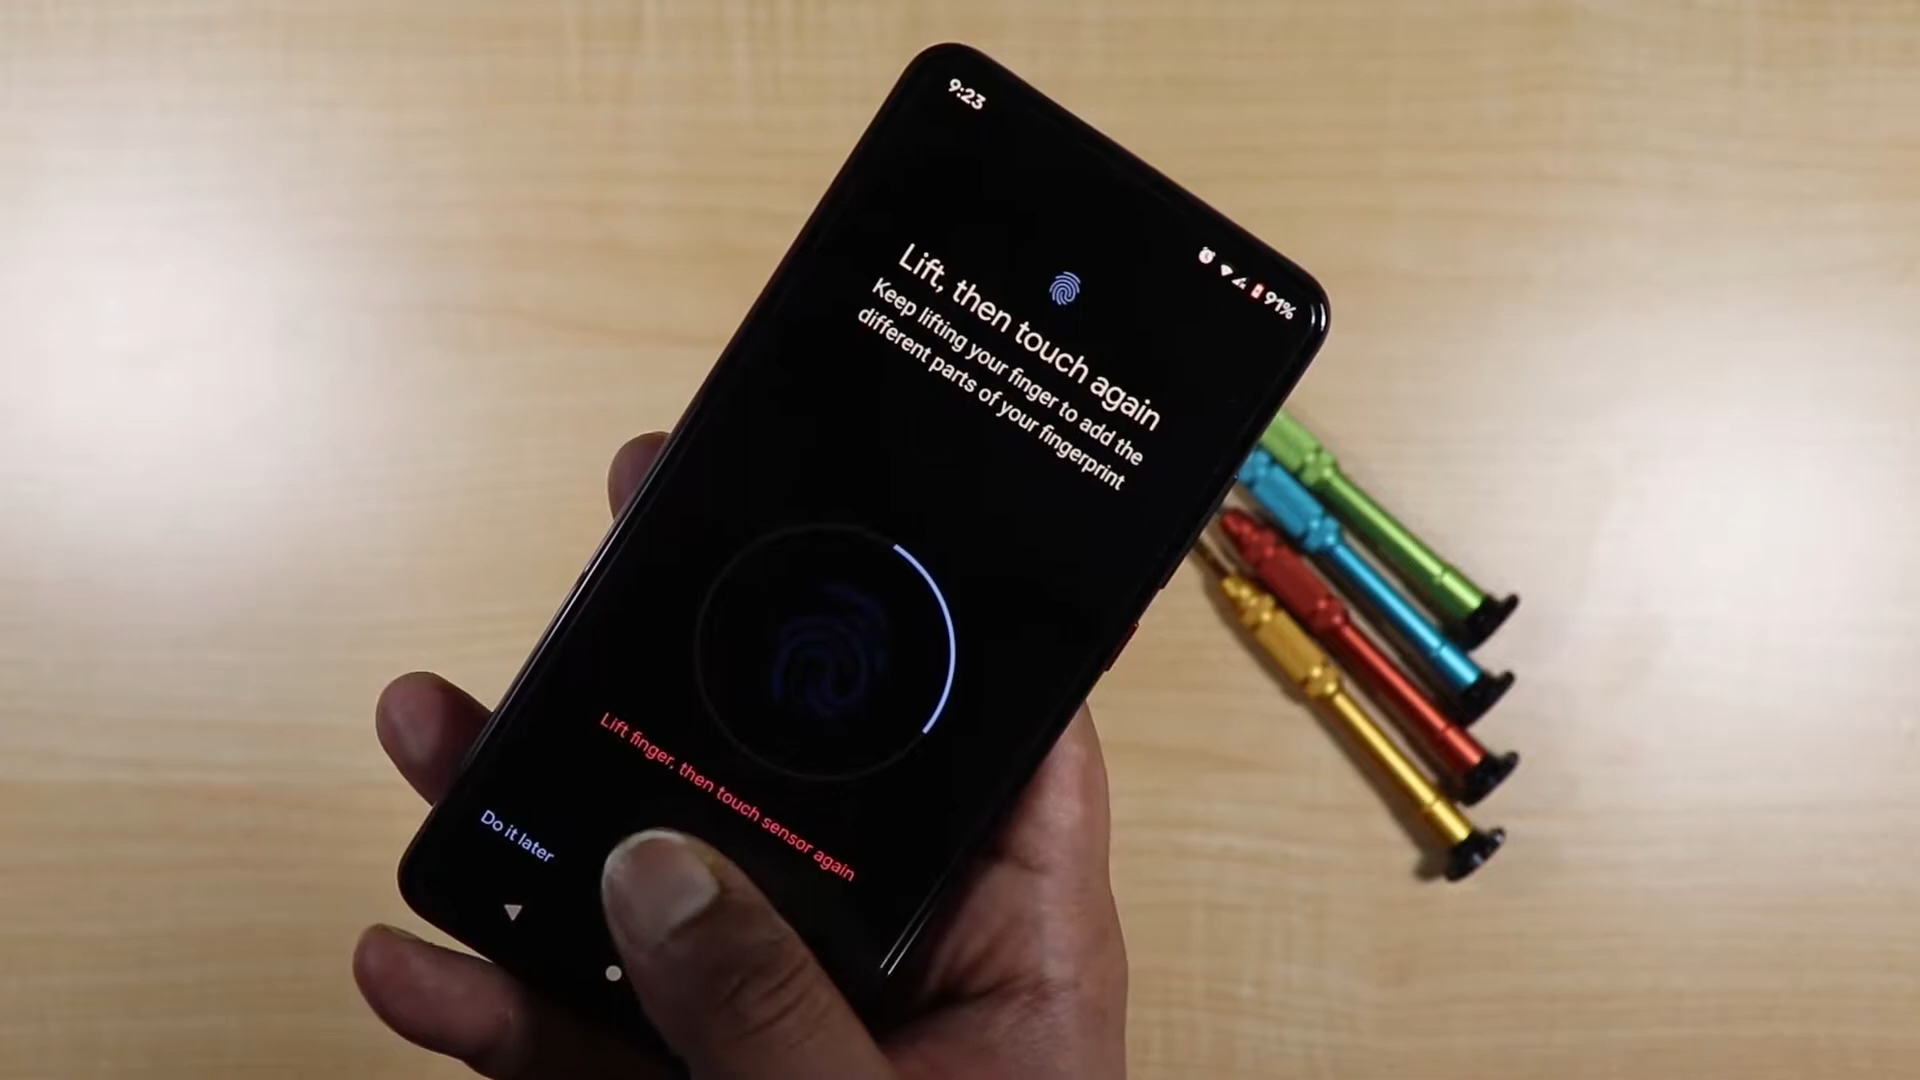 9:23
91%
Lift, then touch again
Keep lifting your finger to add the
different parts of your fingerprint
Lift finger, then touch sensor again
Do it later